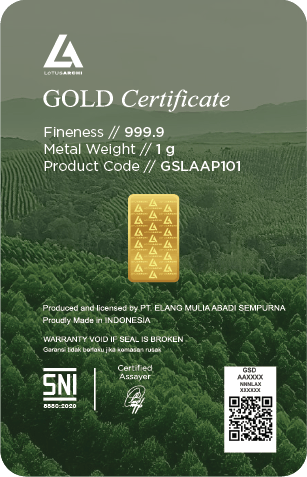 LOTUSARCHI
GOLD Certificate
Fineness // 999.9
Metal Weight // 1 g
Product Code // GSLAAP101
Produced and licensed by PT. ELANG MULIA ABADI SEMPURNA
Proudly Made in INDONESIA
WARRANTY VOID IF SEAL IS BROKEN
Garansi tidak berlaku jika kemasan rusak
SNI
8880:2020
Certified
Assayer
GSD
AAXXXX
NNNLAX
XXXXXX